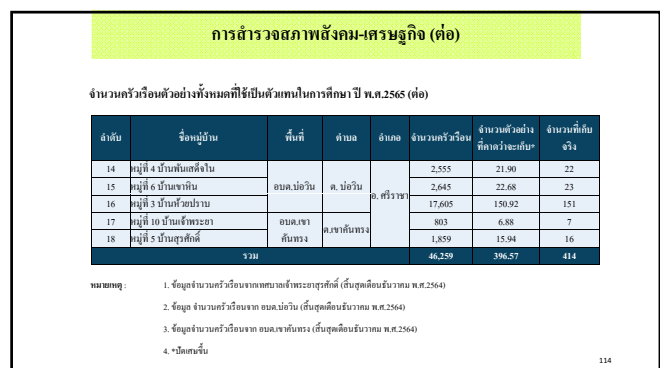 การสำรวจสภาพสังคม-เศรษฐกิจ (ต่อ)
จำนวนครัวเรือนตัวอย่างทั้งหมดที่ใช้เป็นตัวแทนในการศึกษา ปี พ.ศ.2565 (ต่อ)
ลำดับ ชื่อหมู่บ้าน พื้นที่ ตำบล อำเภอ จำนวนครัวเรือน จำนวนตัวอย่างที่คาดว่าจะเก็บ* จำนวนที่เก็บจริง
14 หมู่ที่ 4 บ้านพันเสด็จใน อบต.บ่อวิน ต. บ่อวิน อ. ศรีราชา 2,555 21.90 22
15 หมู่ที่ 6 บ้านเขาหิน 2,645 22.68 23
16 หมู่ที่ 3 บ้านห้วยปราบ 17,605 150.92 151
17 หมู่ที่ 10 บ้านเจ้าพระยา อบต.เขาคันทรง ต.เขาคันทรง 803 6.88 7
18 หมู่ที่ 5 บ้านสุรศักดิ์ 1,859 15.94 16
รวม 46,259 396.57 414
หมายเหตุ : 1. ข้อมูลจำนวนครัวเรือนจากเทศบาลเจ้าพระยาสุรศักดิ์ (สิ้นสุดเดือนธันวาคม พ.ศ.2564)
2. ข้อมูล จำนวนครัวเรือนจาก อบต.บ่อวิน (สิ้นสุดเดือนธันวาคม พ.ศ.2564)
3. ข้อมูลจำนวนครัวเรือนจาก อบต.เขาคันทรง (สิ้นสุดเดือนธันวาคม พ.ศ.2564)
4. *ปัดเศษขึ้น
114